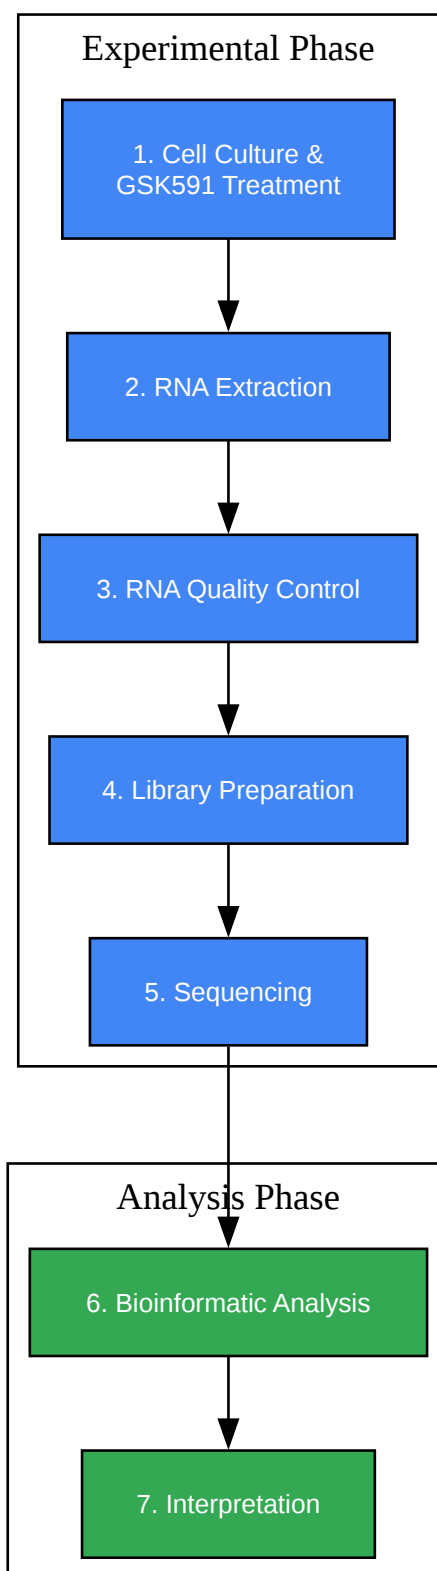 Experimental Phase
1. Cell Culture &
GSK591 Treatment
2. RNA Extraction
3. RNA Quality Control
4. Library Preparation
5. Sequencing
Analysis Phase
6. Bioinformatic Analysis
7. Interpretation